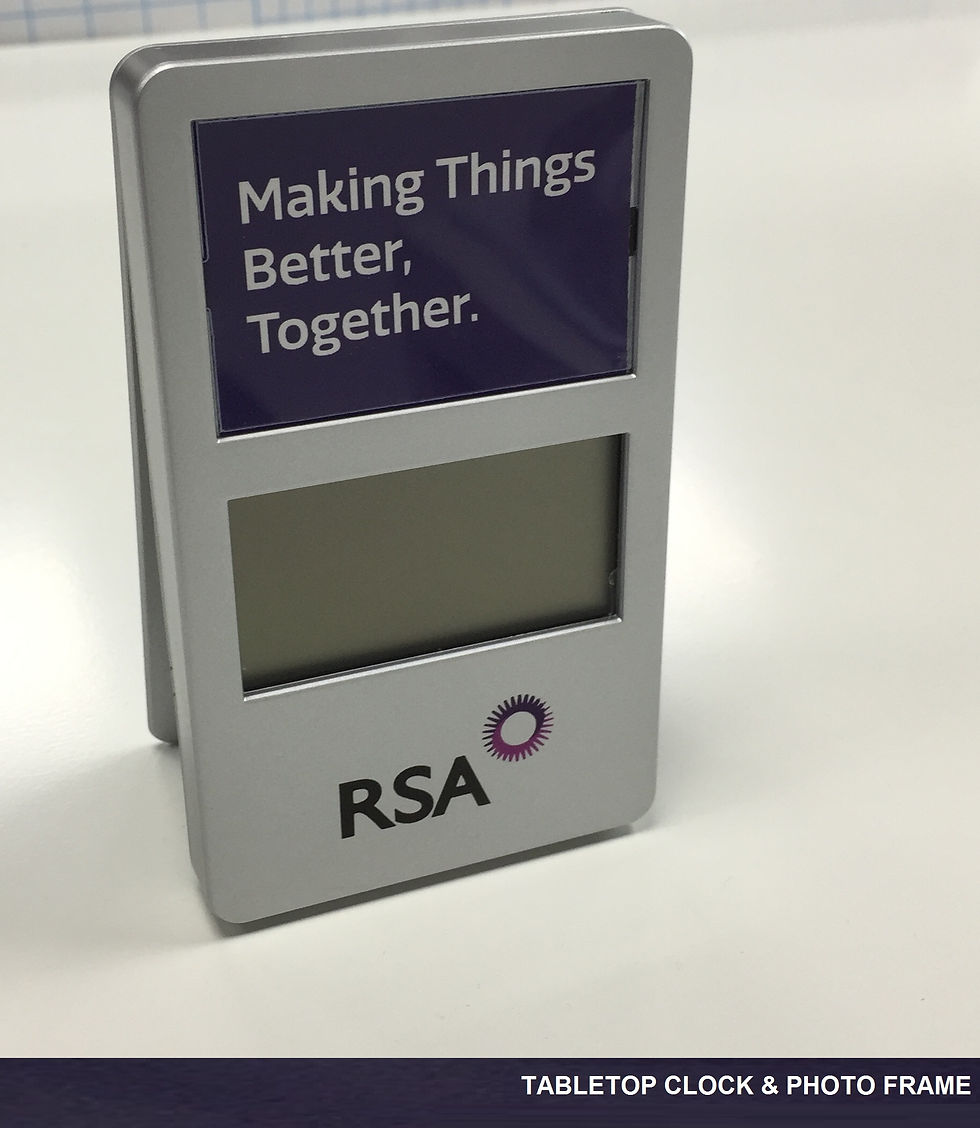 Making Things
Better,
Together.
RSA
TABLETOP CLOCK & PHOTO FRAME